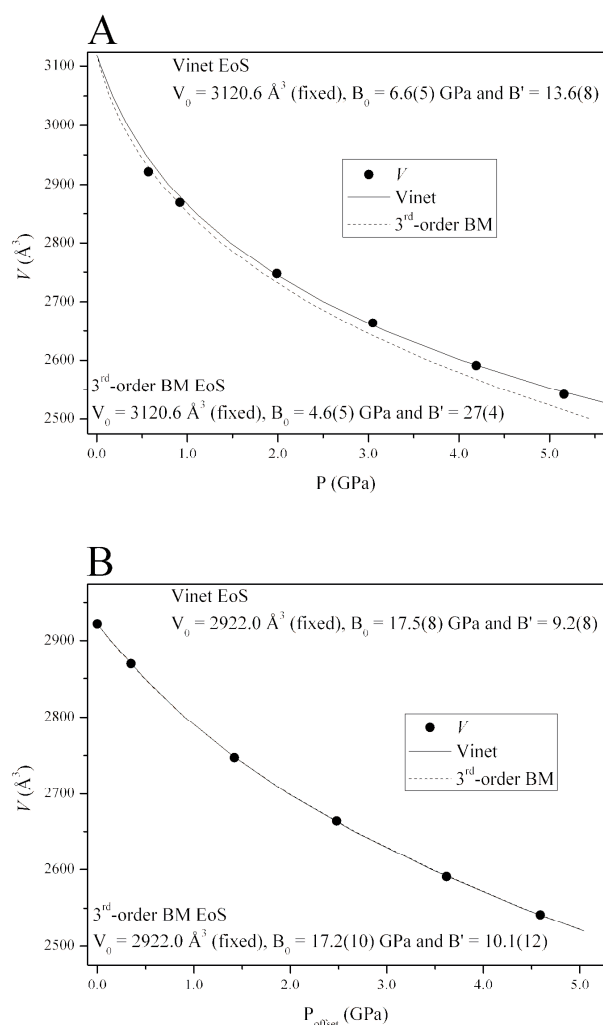 A
Vinet EoS
V₀ = 3120.6 Å³ (fixed), B₀ = 6.6(5) GPa and B' = 13.6(8)
V
Vinet
3rd-order BM
3rd-order BM EoS
V₀ = 3120.6 Å³ (fixed), B₀ = 4.6(5) GPa and B' = 27(4)
V (Å³)
3100
3000
2900
2800
2700
2600
2500
0.0 1.0 2.0 3.0 4.0 5.0
P (GPa)
B
Vinet EoS
V₀ = 2922.0 Å³ (fixed), B₀ = 17.5(8) GPa and B' = 9.2(8)
V
Vinet
3rd-order BM
3rd-order BM EoS
V₀ = 2922.0 Å³ (fixed), B₀ = 17.2(10) GPa and B' = 10.1(12)
V (Å³)
2900
2800
2700
2600
2500
0.0 1.0 2.0 3.0 4.0 5.0
P offset (GPa)